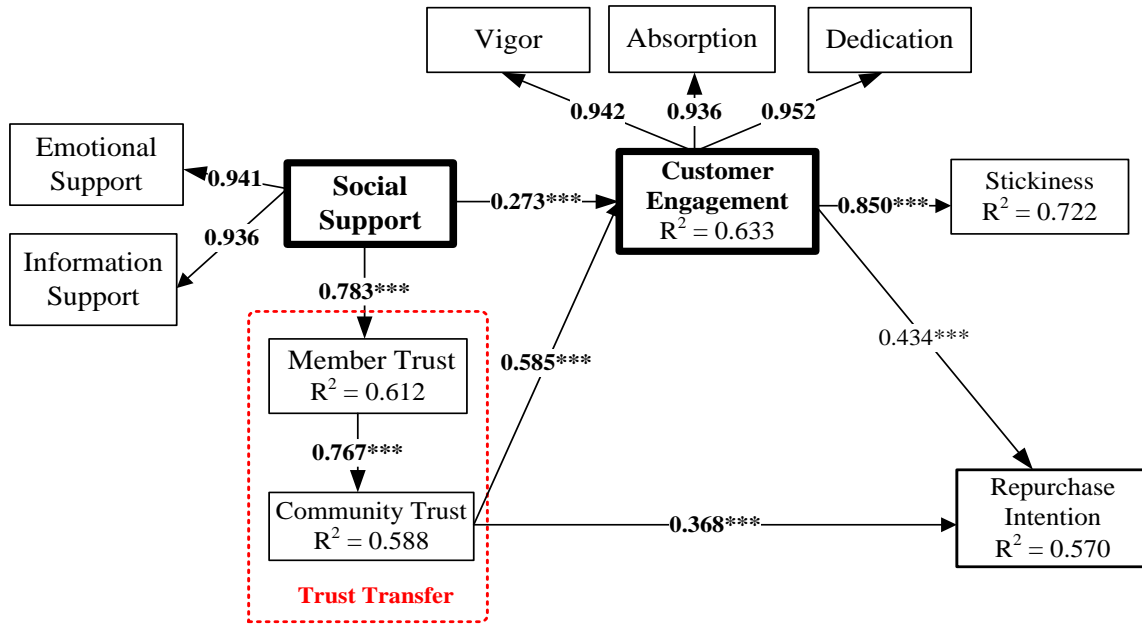 Vigor
Absorption
Dedication
0.942
0.936
0.952
Emotional
Support
0.941
Social
Support
0.273***
Customer
Engagement
R² = 0.633
0.850***
Stickiness
R² = 0.722
0.936
Information
Support
0.783***
Member Trust
R² = 0.612
0.585***
0.434***
0.767***
Community Trust
R² = 0.588
0.368***
Repurchase
Intention
R² = 0.570
Trust Transfer